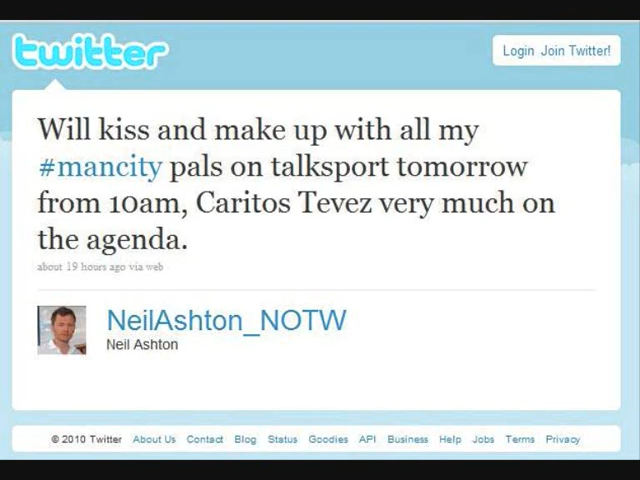 twitter
Login Join Twitter!
Will kiss and make up with all my
#mancity pals on talksport tomorrow
from 10am, Caritos Tevez very much on
the agenda.
about 19 hours ago via web
NeilAshton_NOTW
Neil Ashton
© 2010 Twitter About Us Contact Blog Status Goodies API Business Help Jobs Terms Privacy